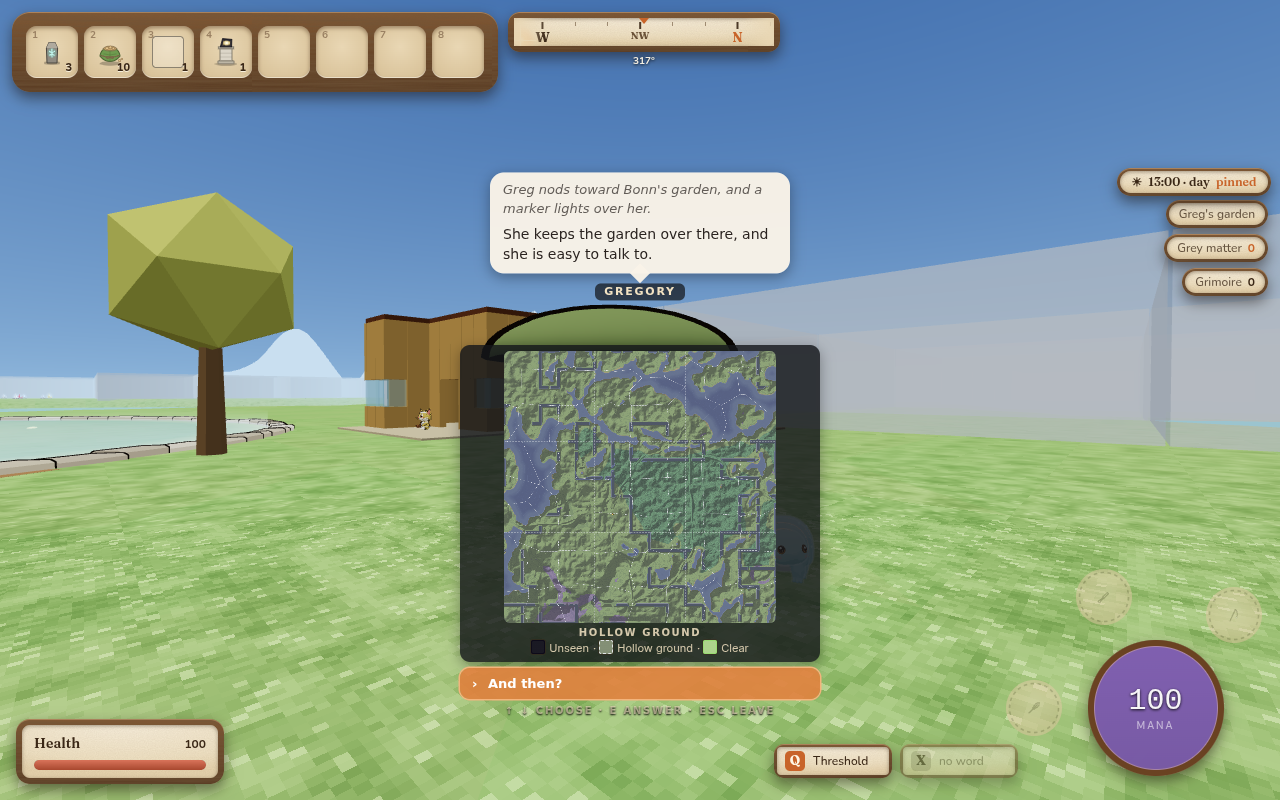 1
3
2
10
3
1
4
1
5
6
7
8
W
NW
N
317°
13:00 · day pinned
Greg's garden
Grey matter 0
Grimoire 0
Greg nods toward Bonn's garden, and a
marker lights over her.
She keeps the garden over there, and
she is easy to talk to.
GREGORY
HOLLOW GROUND
Unseen · Hollow ground · Clear
› And then?
↑ ↓ CHOOSE · E ANSWER · ESC LEAVE
Health 100
Q Threshold
X no word
100
MANA